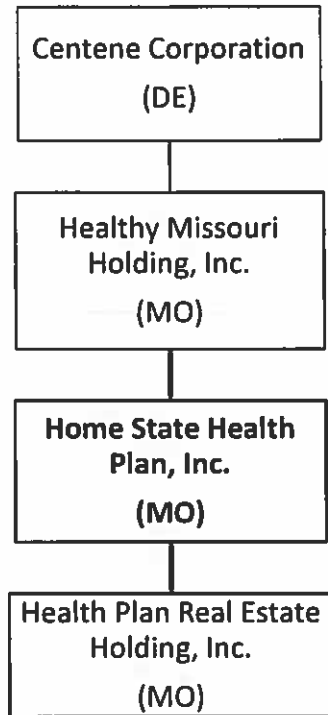 Centene Corporation
(DE)
Healthy Missouri
Holding, Inc.
(MO)
Home State Health
Plan, Inc.
(MO)
Health Plan Real Estate
Holding, Inc.
(MO)